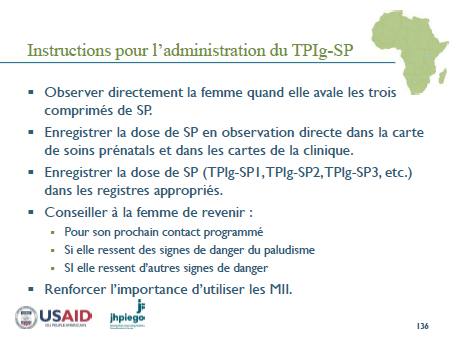 Instructions pour l'administration du TPIg-SP
▪ Observer directement la femme quand elle avale les trois
comprimés de SP.
▪ Enregistrer la dose de SP en observation directe dans la carte
de soins prénatals et dans les cartes de la clinique.
▪ Enregistrer la dose de SP (TPIg-SP1, TPIg-SP2, TPIg-SP3, etc.)
dans les registres appropriés.
▪ Conseiller à la femme de revenir :
▪ Pour son prochain contact programmé
▪ Si elle ressent des signes de danger du paludisme
▪ SI elle ressent d'autres signes de danger
▪ Renforcer l'importance d'utiliser les MII.
USAID
jhpiego
136